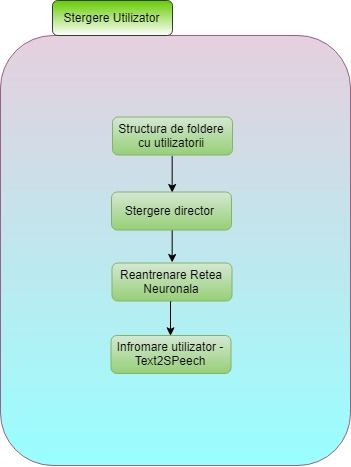 Stergere Utilizator
Structura de foldere
cu utilizatorii
Stergere director
Reantrenare Retea
Neuronala
Infromare utilizator -
Text2SPeech